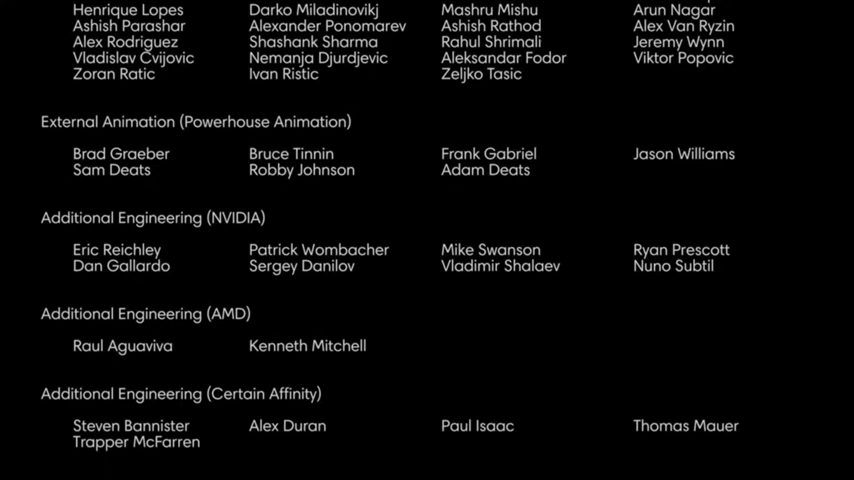 Henrique Lopes Darko Miladinovikj Mashru Mishu Arun Nagar
Ashish Parashar Alexander Ponomarev Ashish Rathod Alex Van Ryzin
Alex Rodriguez Shashank Sharma Rahul Shrimali Jeremy Wynn
Vladislav Cvijovic Nemanja Djurdjevic Aleksandar Fodor Viktor Popovic
Zoran Ratic Ivan Ristic Zeljko Tasic
External Animation (Powerhouse Animation)
Brad Graeber Bruce Tinnin Frank Gabriel Jason Williams
Sam Deats Robby Johnson Adam Deats
Additional Engineering (NVIDIA)
Eric Reichley Patrick Wombacher Mike Swanson Ryan Prescott
Dan Gallardo Sergey Danilov Vladimir Shalaev Nuno Subtil
Additional Engineering (AMD)
Raul Aguaviva Kenneth Mitchell
Additional Engineering (Certain Affinity)
Steven Bannister Alex Duran Paul Isaac Thomas Mauer
Trapper McFarren